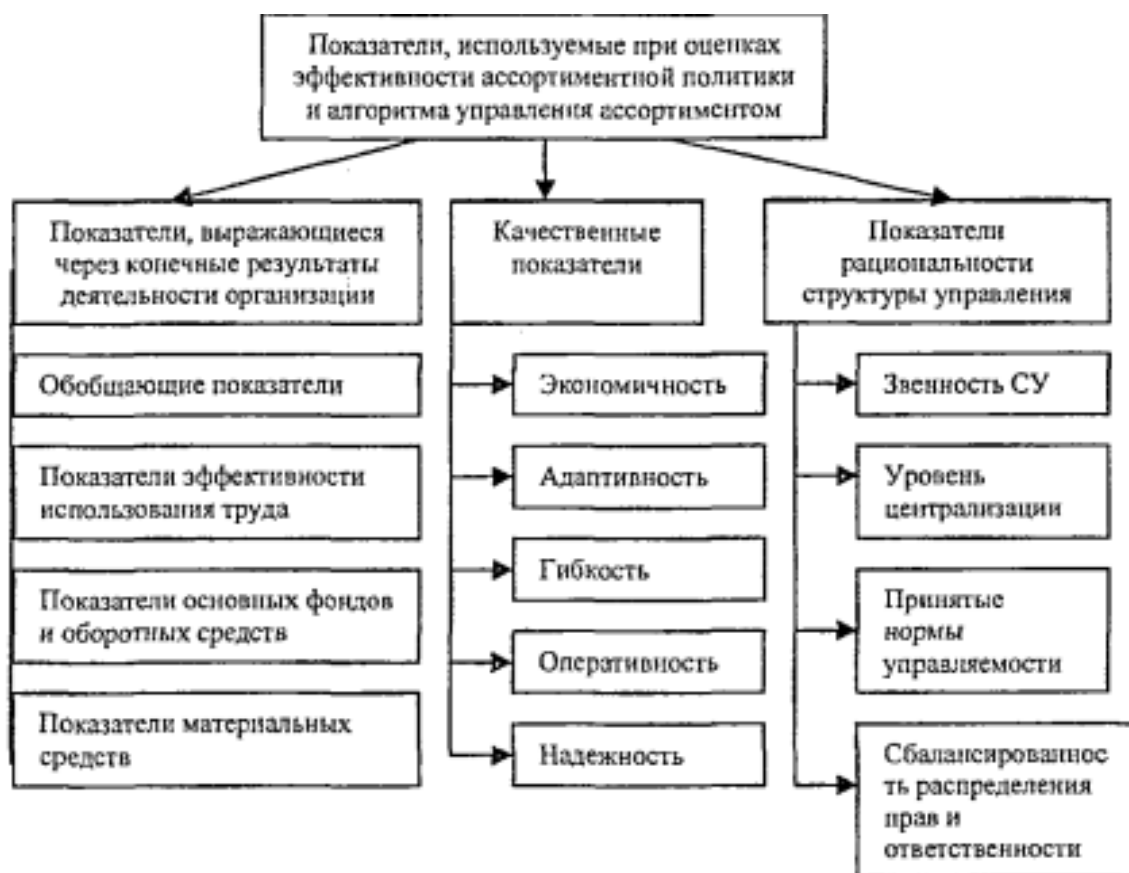 Показатели, используемые при оценках
эффективности ассортиментной политики
и алгоритма управления ассортиментом
Показатели, выражающиеся
через конечные результаты
деятельности организации
Обобщающие показатели
Показатели эффективности
использования труда
Показатели основных фондов
и оборотных средств
Показатели материальных
средств
Качественные
показатели
Экономичность
Адаптивность
Гибкость
Оперативность
Надежность
Показатели
рациональности
структуры управления
Звенность СУ
Уровень
централизации
Принятые
нормы
управляемости
Сбалансированнос
ть распределения
прав и
ответственности